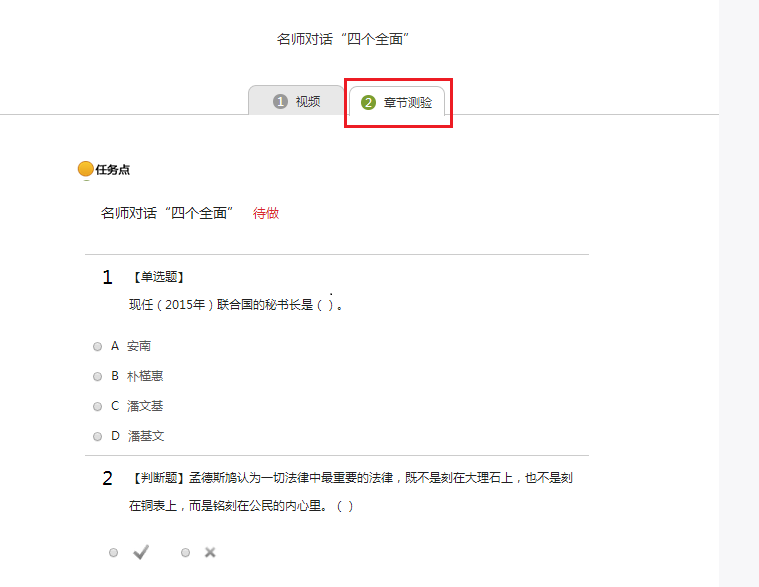 名师对话“四个全面”
1 视频
2 章节测验
任务点
名师对话“四个全面” 待做
1 【单选题】
现任（2015年）联合国的秘书长是（ ）。
A 安南
B 朴槿惠
C 潘文基
D 潘基文
2 【判断题】孟德斯鸠认为一切法律中最重要的法律，既不是刻在大理石上，也不是刻
在铜表上，而是铭刻在公民的内心里。（ ）